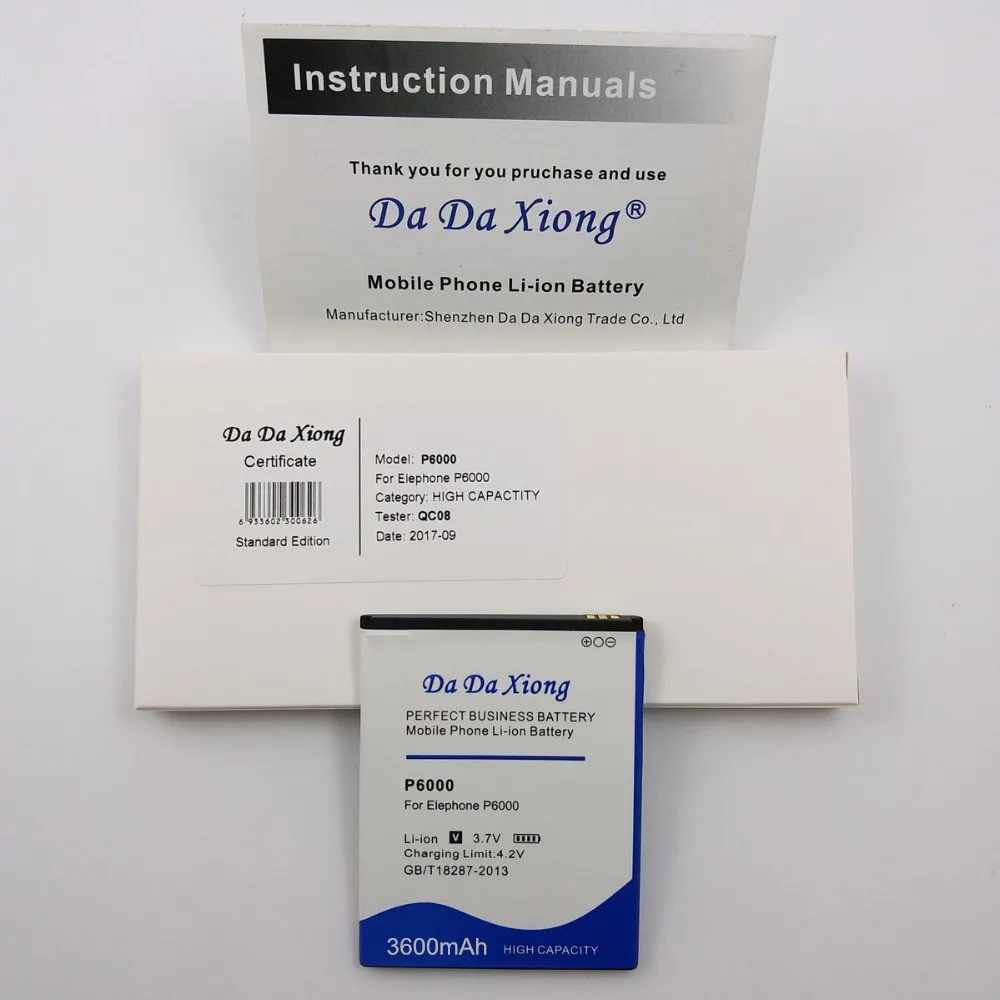 Instruction Manuals
Thank you for you pruchase and use
Da Da Xiong®
Mobile Phone Li-ion Battery
Manufacturer:Shenzhen Da Da Xiong Trade Co., Ltd
Da Da Xiong
Certificate
6 933602 300626
Standard Edition
Model: P6000
For Elephone P6000
Category: HIGH CAPACTITY
Tester: QC08
Date: 2017-09
⊕○⊖
Da Da Xiong
PERFECT BUSINESS BATTERY
Mobile Phone Li-ion Battery
P6000
For Elephone P6000
Li-ion V 3.7V
Charging Limit:4.2V
GB/T18287-2013
3600mAh HIGH CAPACITY